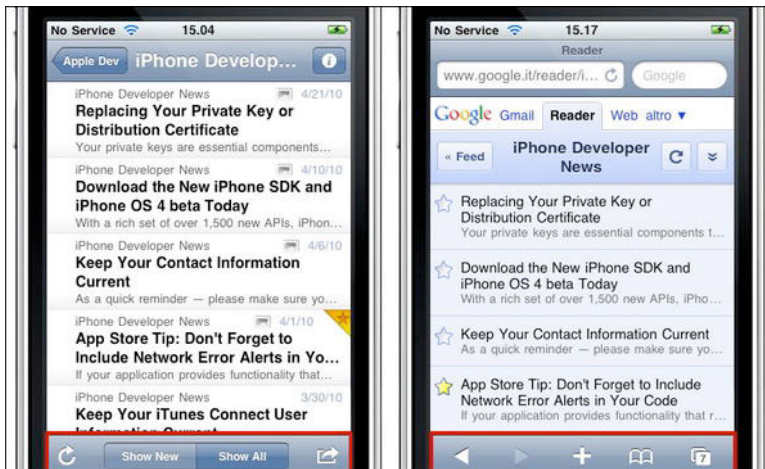 No Service 15.04
Apple Dev iPhone Develop...
iPhone Developer News 4/21/10
Replacing Your Private Key or
Distribution Certificate
Your private keys are essential components...
iPhone Developer News 4/10/10
Download the New iPhone SDK and
iPhone OS 4 beta Today
With a rich set of over 1,500 new APIs, iPhon...
iPhone Developer News 4/6/10
Keep Your Contact Information
Current
As a quick reminder — please make sure yo...
iPhone Developer News 4/1/10
App Store Tip: Don't Forget to
Include Network Error Alerts in Yo...
If your application provides functionality that...
iPhone Developer News 3/30/10
Keep Your iTunes Connect User
Information Current
Show New Show All
No Service 15.17
Reader
www.google.it/reader/i... Google
Google Gmail Reader Web altro ▼
« Feed iPhone Developer
News
Replacing Your Private Key or
Distribution Certificate
Your private keys are essential components t...
Download the New iPhone SDK and
iPhone OS 4 beta Today
With a rich set of over 1,500 new APIs, iPho...
Keep Your Contact Information Current
As a quick reminder — please make sure yo...
App Store Tip: Don't Forget to Include
Network Error Alerts in Your Code
If your application provides functionality that r...
7